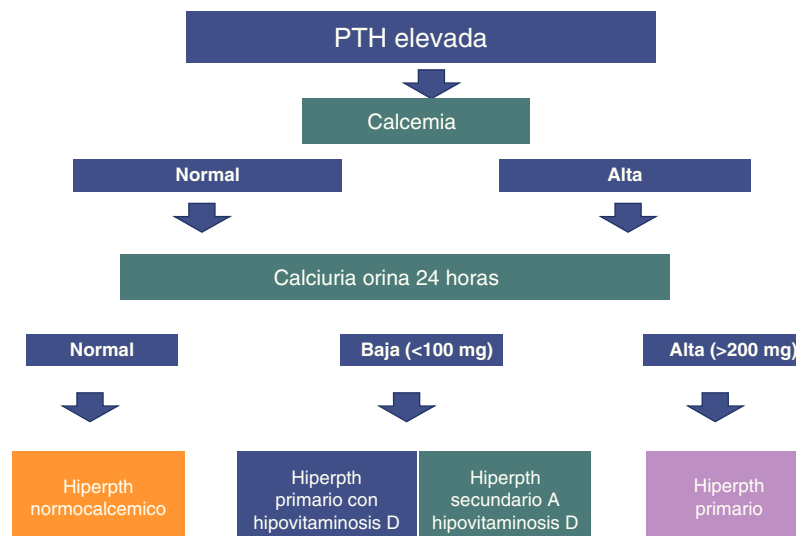 PTH elevada
Calcemia
Normal
Alta
Calciuria orina 24 horas
Normal
Baja (<100 mg)
Alta (>200 mg)
Hiperpth
normocalcemico
Hiperpth
primario con
hipovitaminosis D
Hiperpth
secundario A
hipovitaminosis D
Hiperpth
primario